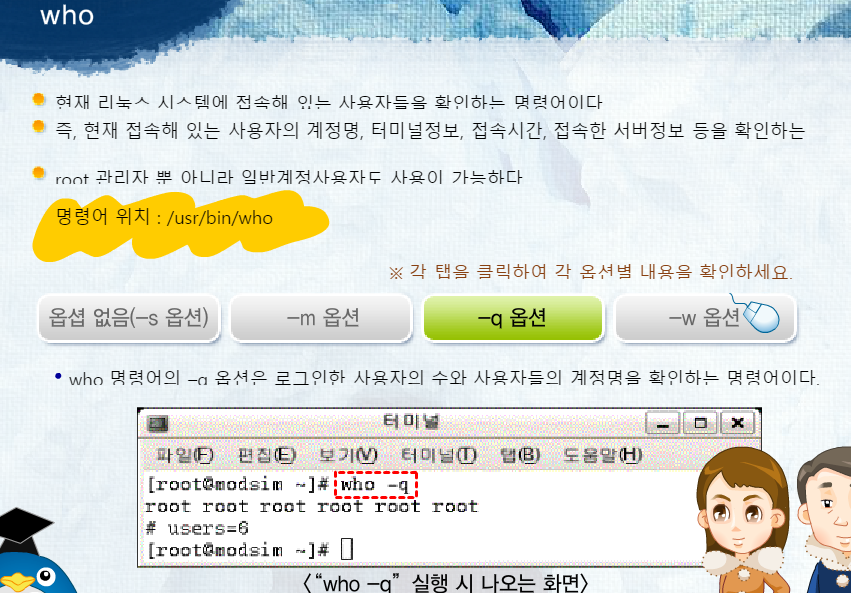 who
현재 리눅스 시스템에 접속해 있는 사용자들을 확인하는 명령어이다
즉, 현재 접속해 있는 사용자의 계정명, 터미널정보, 접속시간, 접속한 서버정보 등을 확인하는
root 관리자 뿐 아니라 일반계정사용자도 사용이 가능하다
명령어 위치 : /usr/bin/who
※ 각 탭을 클릭하여 각 옵션별 내용을 확인하세요.
옵션 없음(-s 옵션)
-m 옵션
-q 옵션
-w 옵션
• who 명령어의 -q 옵션은 로그인한 사용자의 수와 사용자들의 계정명을 확인하는 명령어이다.
터미널
파일(F) 편집(E) 보기(V) 터미널(T) 탭(B) 도움말(H)
[root@modsim ~]# who -q
root root root root root root
# users=6
[root@modsim ~]#
<“who -q” 실행 시 나오는 화면>